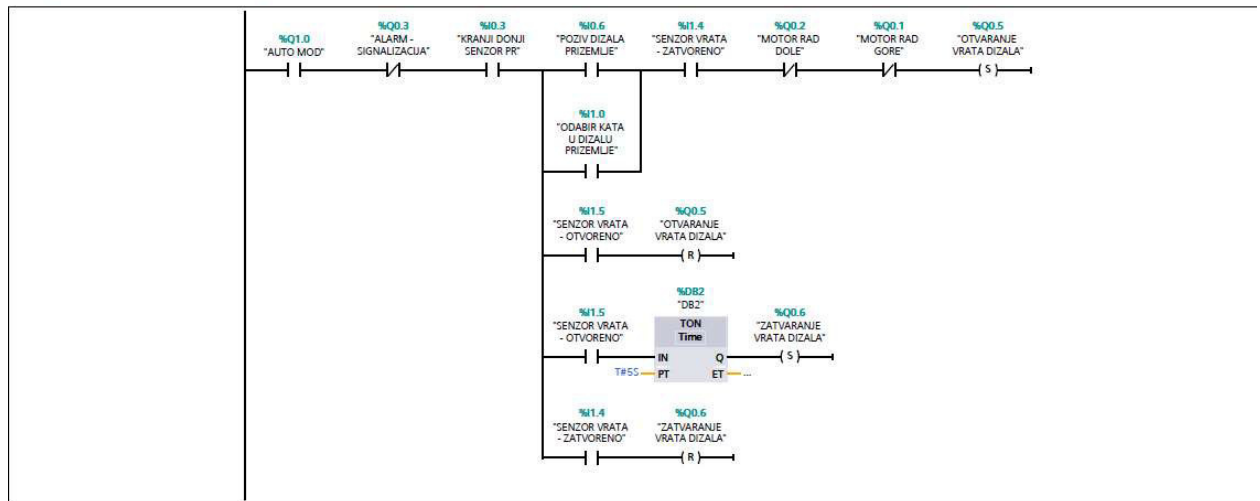 %Q1.0
"AUTO MOD"
%Q0.3
"ALARM -
SIGNALIZACIJA"
%I0.3
"KRANJI DONJI
SENZOR PR"
%I0.6
"POZIV DIZALA
PRIZEMLJE"
%I1.4
"SENZOR VRATA
- ZATVORENO"
%Q0.2
"MOTOR RAD
DOLE"
%Q0.1
"MOTOR RAD
GORE"
%Q0.5
"OTVARANJE
VRATA DIZALA"
S
%I1.0
"ODABIR KATA
U DIZALU
PRIZEMLJE"
%I1.5
"SENZOR VRATA
- OTVORENO"
%Q0.5
"OTVARANJE
VRATA DIZALA"
R
%I1.5
"SENZOR VRATA
- OTVORENO"
%DB2
"DB2"
TON
Time
IN
Q
T#5S
PT
ET
...
%Q0.6
"ZATVARANJE
VRATA DIZALA"
S
%I1.4
"SENZOR VRATA
- ZATVORENO"
%Q0.6
"ZATVARANJE
VRATA DIZALA"
R